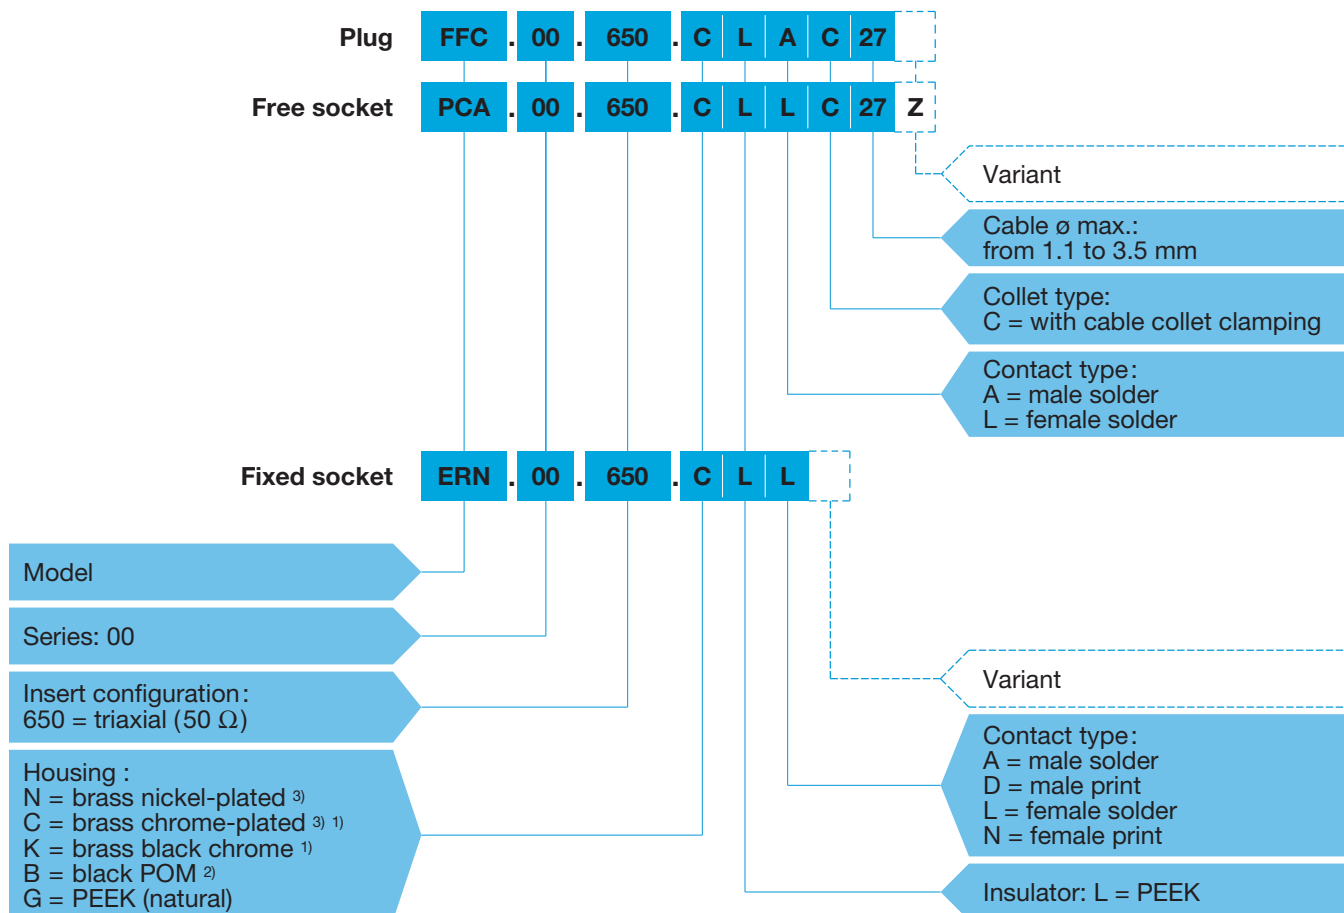 Plug FFC . 00 . 650 . C L A C 27
Free socket PCA . 00 . 650 . C L L C 27 Z
Variant
Cable ø max.:
from 1.1 to 3.5 mm
Collet type:
C = with cable collet clamping
Contact type:
A = male solder
L = female solder
Fixed socket ERN . 00 . 650 . C L L
Model
Series: 00
Insert configuration:
650 = triaxial (50 Ω)
Housing :
N = brass nickel-plated 3)
C = brass chrome-plated 3) 1)
K = brass black chrome 1)
B = black POM 2)
G = PEEK (natural)
Variant
Contact type:
A = male solder
D = male print
L = female solder
N = female print
Insulator: L = PEEK